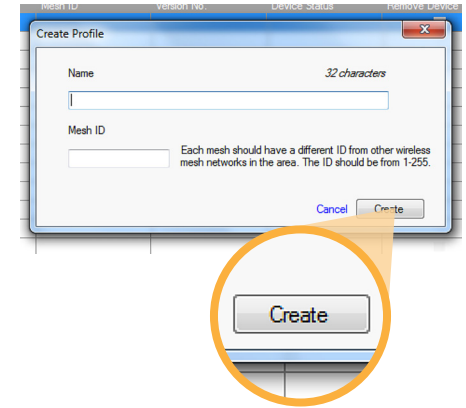 Mesh ID Version No. Device Status Remove Device
Create Profile
Name 32 characters
Mesh ID
Each mesh should have a different ID from other wireless
mesh networks in the area. The ID should be from 1-255.
Cancel Create
Create